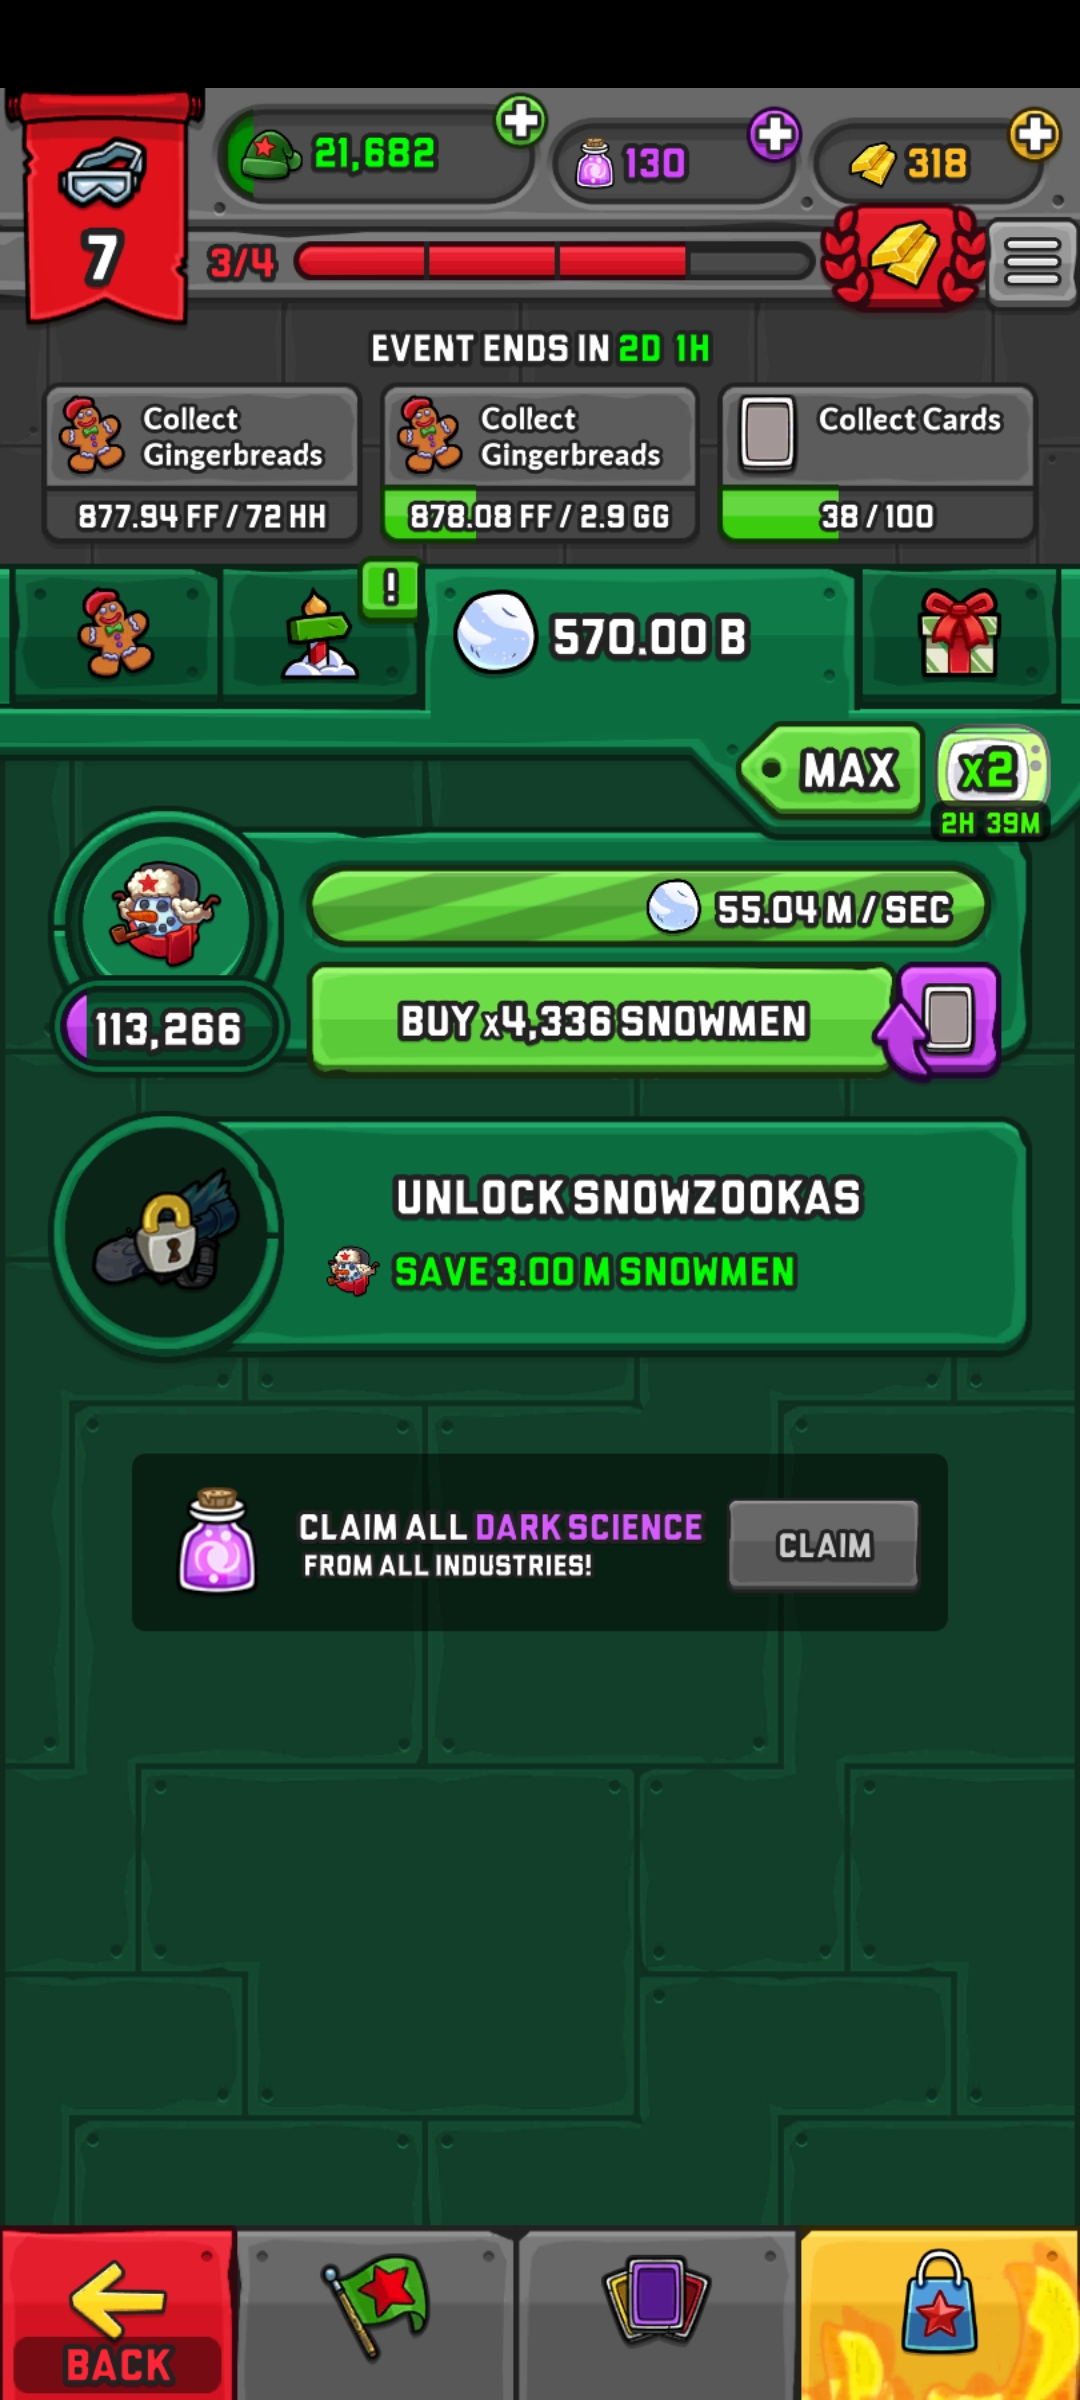 21,682
130
318
7
3/4
EVENT ENDS IN 2D 1H
Collect
Gingerbreads
877.94 FF / 72 HH
Collect
Gingerbreads
878.08 FF / 2.9 GG
Collect Cards
38 / 100
!
570.00 B
MAX
x2
2H 39M
55.04 M / SEC
113,266
BUY x4,336 SNOWMEN
UNLOCK SNOWZOOKAS
SAVE 3.00 M SNOWMEN
CLAIM ALL DARK SCIENCE
FROM ALL INDUSTRIES!
CLAIM
BACK